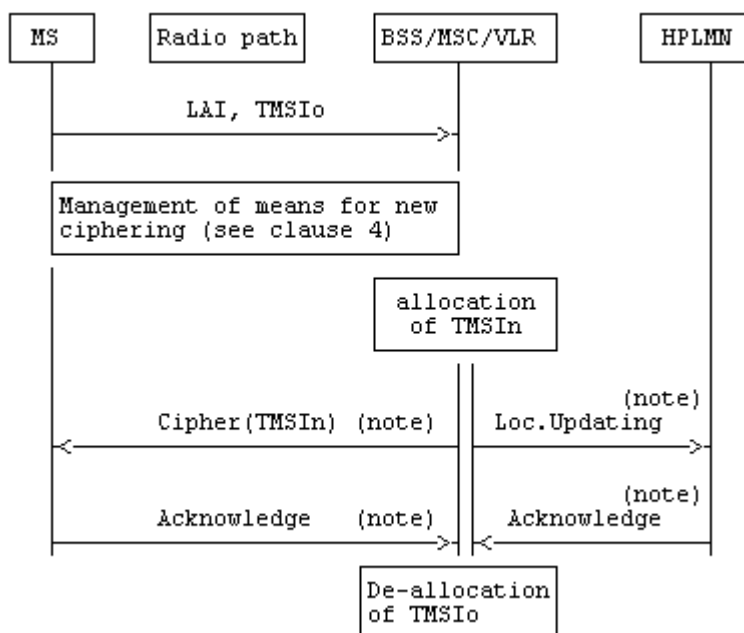 MS
Radio path
BSS/MSC/VLR
HPLMN
LAI, TMSIo
Management of means for new
ciphering (see clause 4)
allocation
of TMSIn
(note)
Cipher(TMSIn) (note) Loc.Updating
(note)
Acknowledge (note) Acknowledge
De-allocation
of TMSIo